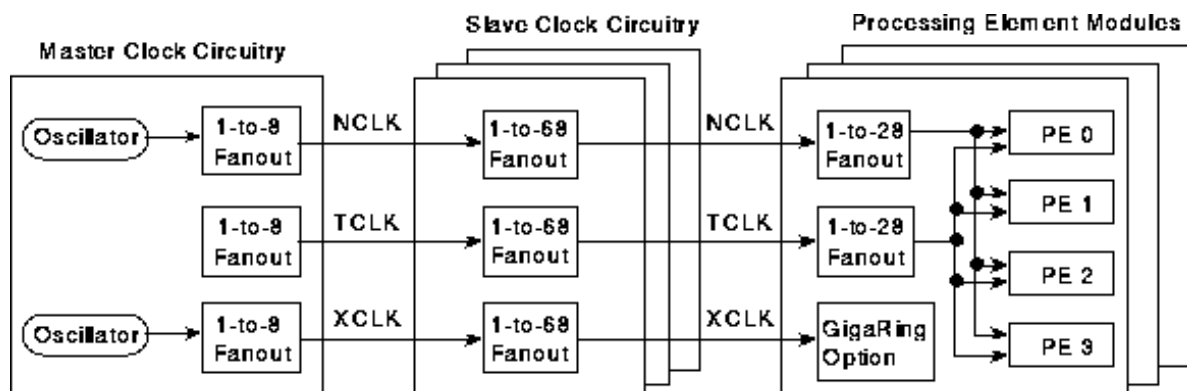 Slave Clock Circuitry
Processing Element Modules
Master Clock Circuitry
Oscillator
1-to-8
Fanout
NCLK
1-to-68
Fanout
NCLK
1-to-28
Fanout
PE 0
PE 1
1-to-8
Fanout
TCLK
1-to-68
Fanout
TCLK
1-to-28
Fanout
PE 2
Oscillator
1-to-8
Fanout
XCLK
1-to-68
Fanout
XCLK
GigaRing
Option
PE 3